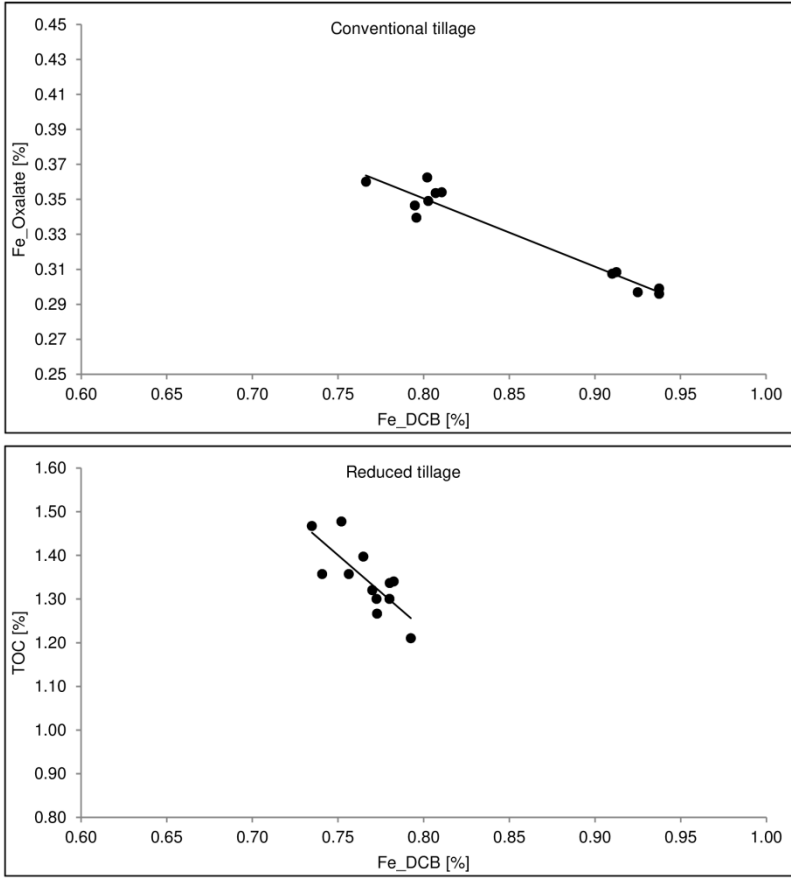 Conventional tillage
Fe_Oxalate [%]
0.45
0.43
0.41
0.39
0.37
0.35
0.33
0.31
0.29
0.27
0.25
0.60 0.65 0.70 0.75 0.80 0.85 0.90 0.95 1.00
Fe_DCB [%]
Reduced tillage
TOC [%]
1.60
1.50
1.40
1.30
1.20
1.10
1.00
0.90
0.80
0.60 0.65 0.70 0.75 0.80 0.85 0.90 0.95 1.00
Fe_DCB [%]